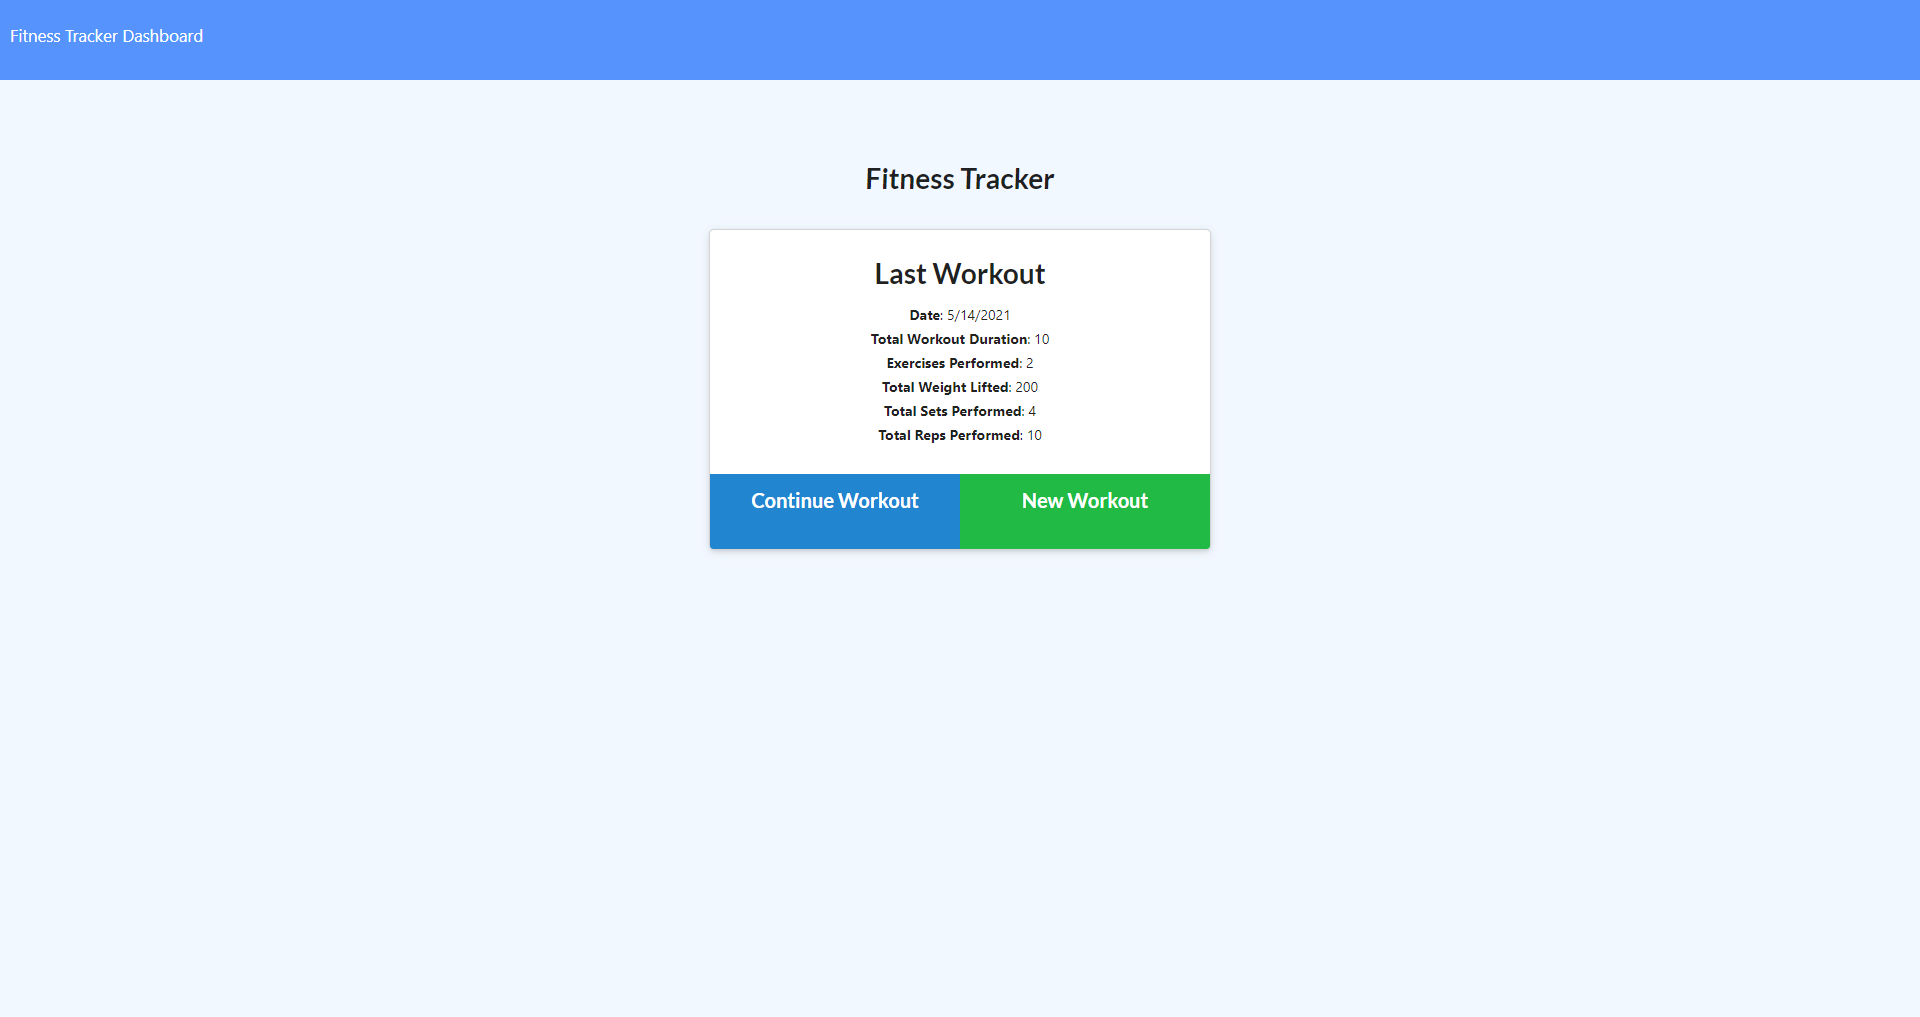 Fitness Tracker Dashboard
Fitness Tracker
Last Workout
Date: 5/14/2021
Total Workout Duration: 10
Exercises Performed: 2
Total Weight Lifted: 200
Total Sets Performed: 4
Total Reps Performed: 10
Continue Workout New Workout